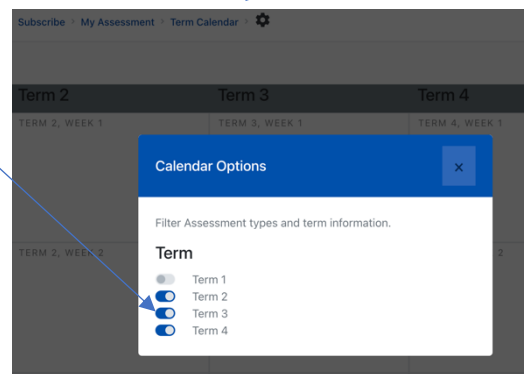 Subscribe › My Assessment › Term Calendar ›
Term 2 Term 3 Term 4
TERM 2, WEEK 1 TERM 3, WEEK 1 TERM 4, WEEK 1
Calendar Options ×
Filter Assessment types and term information.
TERM 2, WEEK 2 Term 2
Term 1
Term 2
Term 3
Term 4